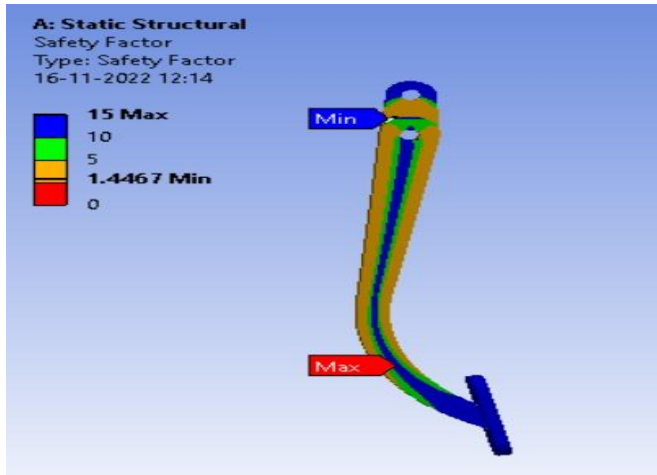 A: Static Structural
Safety Factor
Type: Safety Factor
16-11-2022 12:14
15 Max
10
5
1.4467 Min
0
Min
Max